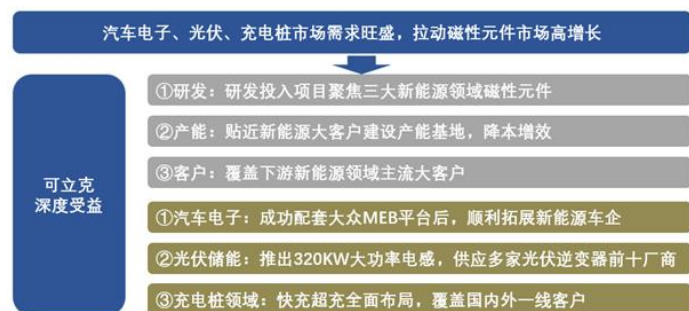 汽车电子、光伏、充电桩市场需求旺盛，拉动磁性元件市场高增长
可立克
深度受益
①研发：研发投入项目聚焦三大新能源领域磁性元件
②产能：贴近新能源大客户建设产能基地，降本增效
③客户：覆盖下游新能源领域主流大客户
①汽车电子：成功配套大众MEB平台后，顺利拓展新能源车企
②光伏储能：推出320KW大功率电感，供应多家光伏逆变器前十厂商
③充电桩领域：快充超充全面布局，覆盖国内外一线客户